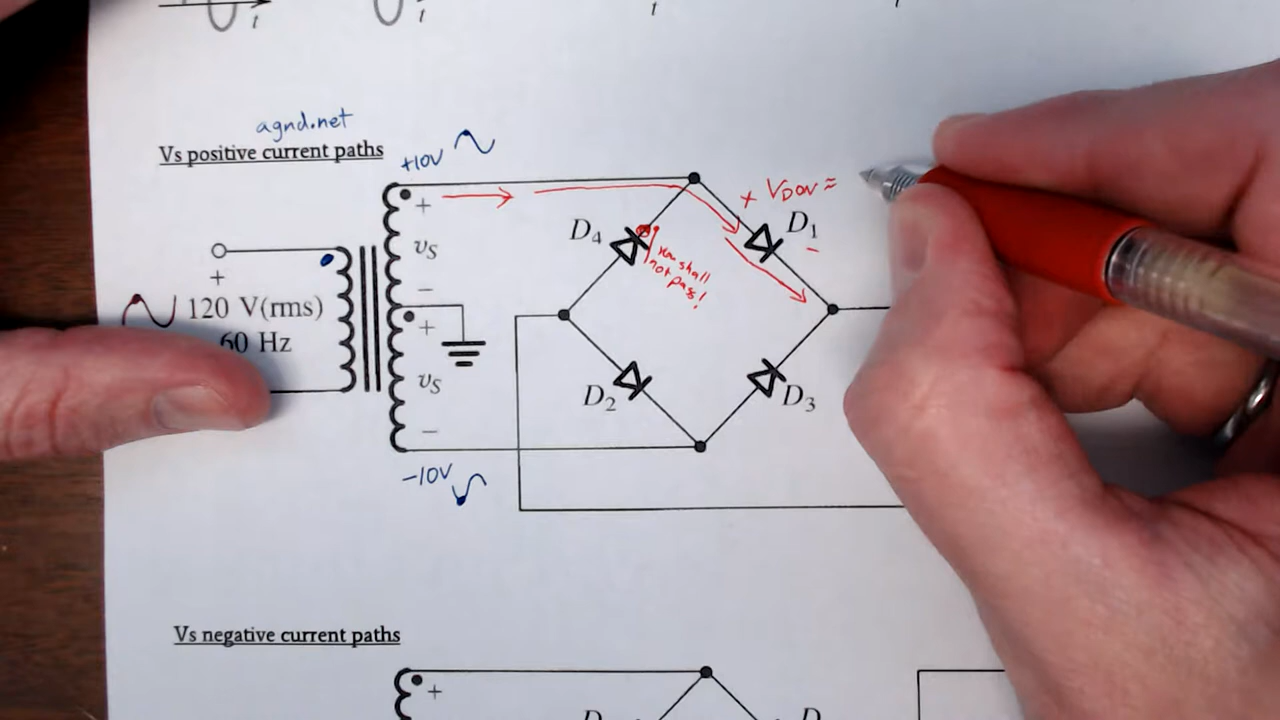 t
t
t
agnd.net
Vs positive current paths
+10V
+ VDON ≈
+
D4
D1
−
vS
you shall
not pass!
−
+
120 V(rms)
+
60 Hz
vS
D2
D3
−
−10V
Vs negative current paths
+